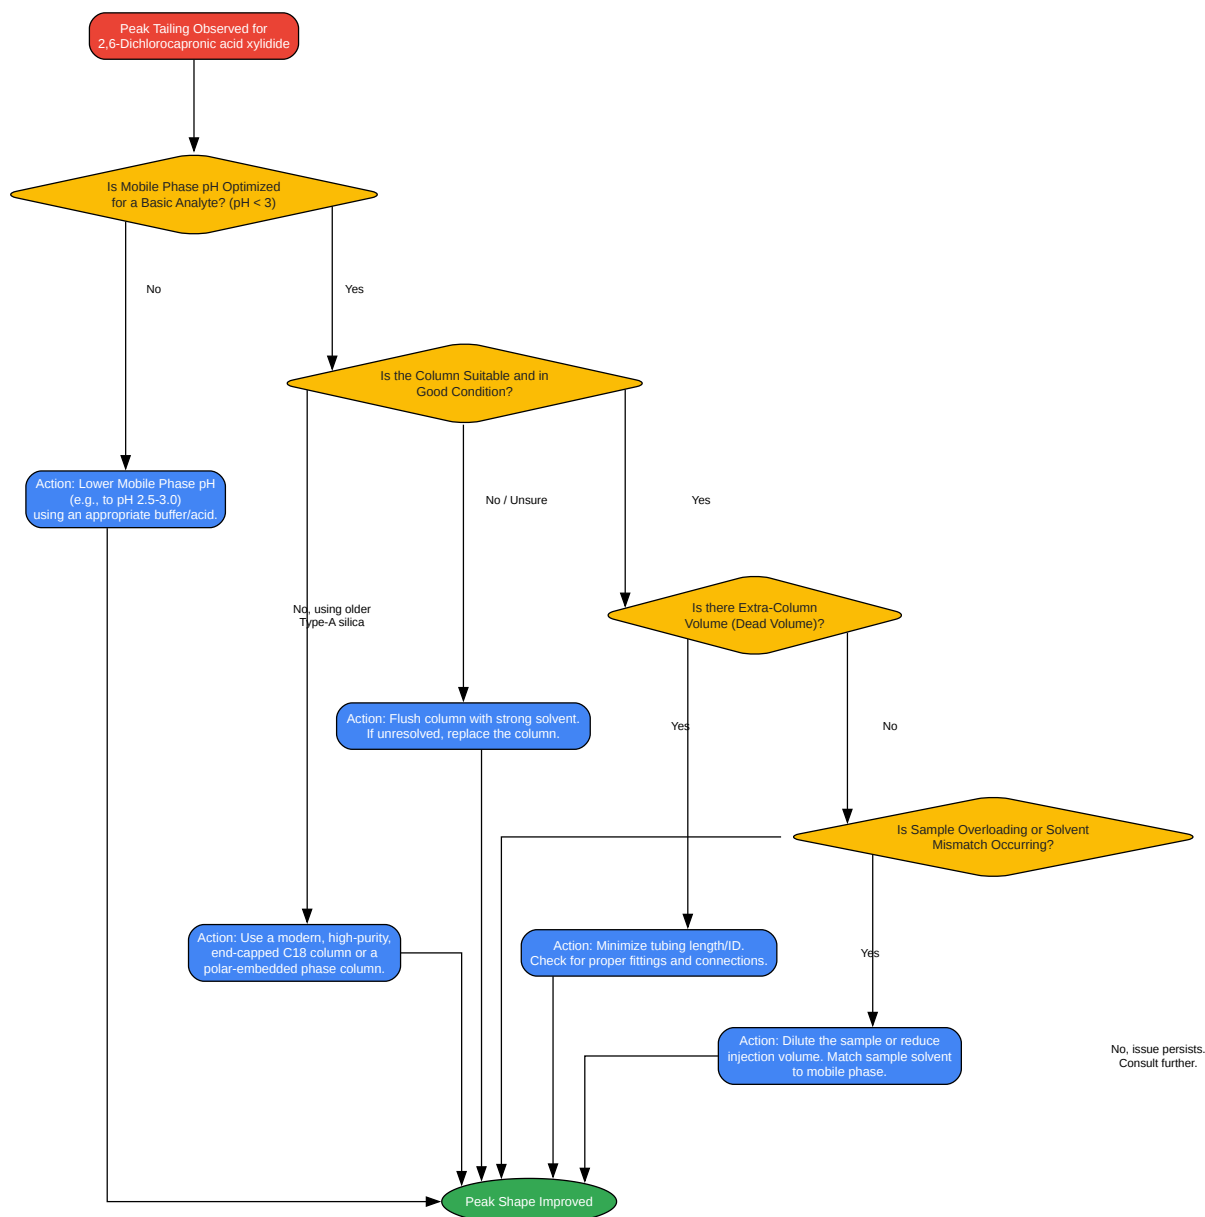 Peak Tailing Observed for
2,6-Dichlorocapronic acid xylidide
Is Mobile Phase pH Optimized
for a Basic Analyte? (pH < 3)
No
Yes
Is the Column Suitable and in
Good Condition?
Action: Lower Mobile Phase pH
(e.g., to pH 2.5-3.0)
using an appropriate buffer/acid.
No / Unsure
Yes
No, using older
Type-A silica
Is there Extra-Column
Volume (Dead Volume)?
Action: Flush column with strong solvent.
If unresolved, replace the column.
Yes
No
Is Sample Overloading or Solvent
Mismatch Occurring?
Action: Use a modern, high-purity,
end-capped C18 column or a
polar-embedded phase column.
Action: Minimize tubing length/ID.
Check for proper fittings and connections.
Yes
Action: Dilute the sample or reduce
injection volume. Match sample solvent
to mobile phase.
No, issue persists.
Consult further.
Peak Shape Improved